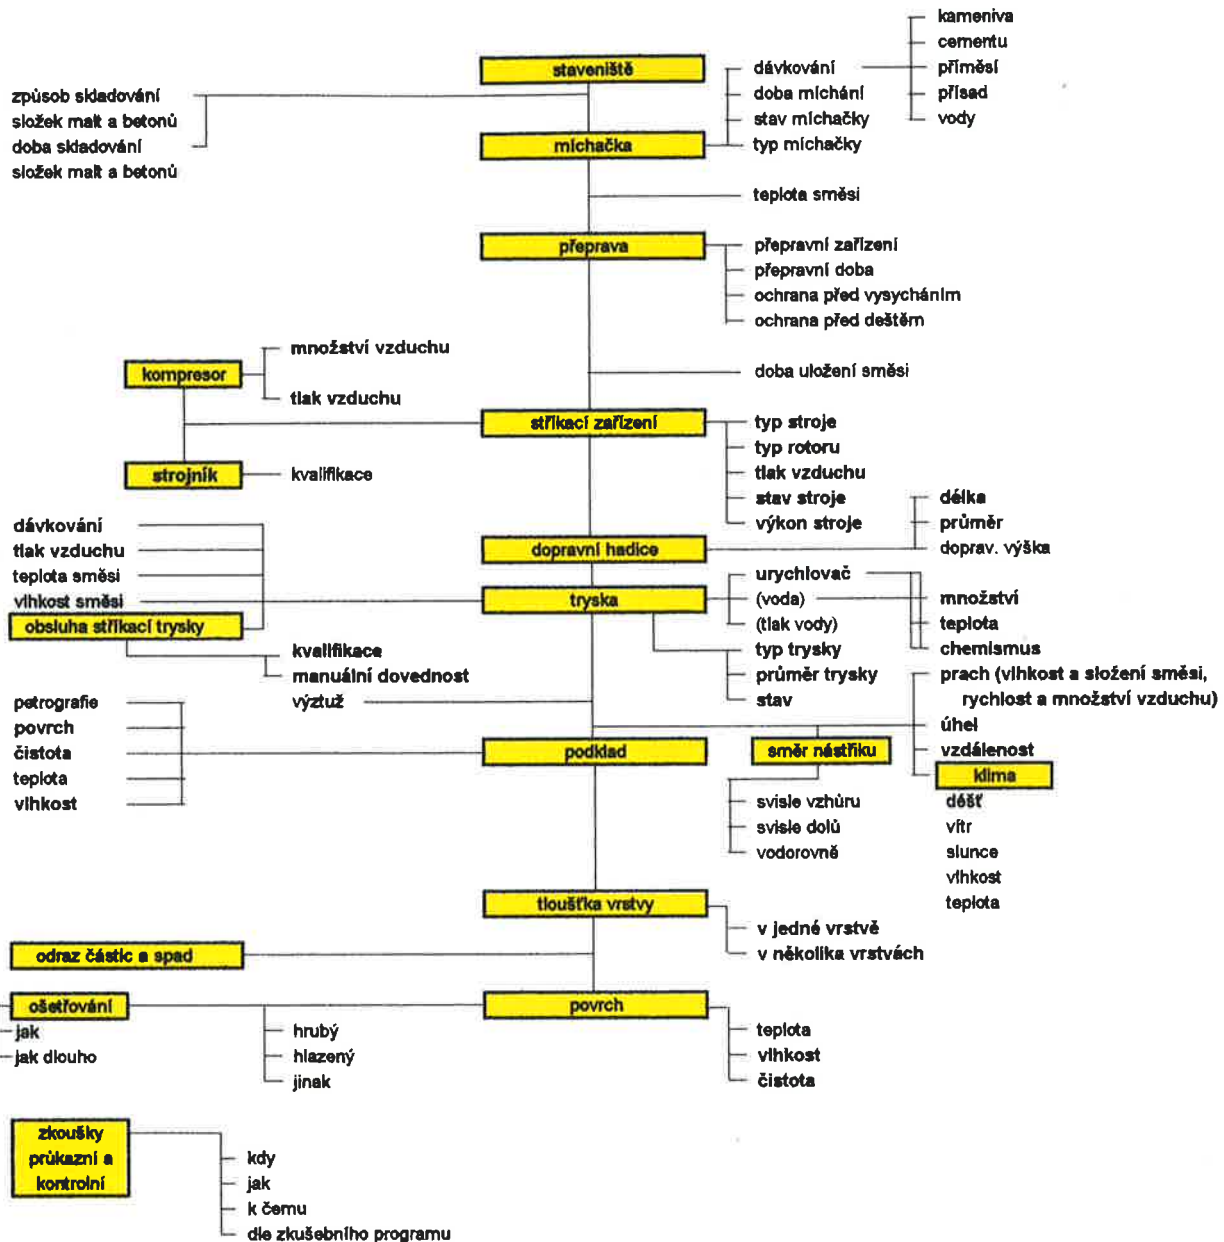 kameniva
cementu
příměsí
přísad
vody
staveniště
dávkování
doba míchání
stav míchačky
typ míchačky
způsob skladování
složek malt a betonů
doba skladování
složek malt a betonů
míchačka
teplota směsi
přeprava
přepravní zařízení
přepravní doba
ochrana před vysycháním
ochrana před deštěm
množství vzduchu
kompresor
tlak vzduchu
doba uložení směsi
stříkací zařízení
typ stroje
typ rotoru
tlak vzduchu
stav stroje
výkon stroje
strojník
kvalifikace
dávkování
tlak vzduchu
teplota směsi
vlhkost směsi
obsluha stříkací trysky
kvalifikace
manuální dovednost
dopravní hadice
délka
průměr
doprav. výška
tryska
urychlovač
(voda)
(tlak vody)
množství
teplota
chemismus
typ trysky
průměr trysky
stav
výztuž
prach (vlhkost a složení směsi,
rychlost a množství vzduchu)
úhel
vzdálenost
klima
déšť
vítr
slunce
vlhkost
teplota
petrografie
povrch
čistota
teplota
vlhkost
podklad
směr nástřiku
svisle vzhůru
svisle dolů
vodorovně
tloušťka vrstvy
v jedné vrstvě
v několika vrstvách
odraz částic a spad
ošetřování
jak
jak dlouho
hrubý
hlazený
jinak
povrch
teplota
vlhkost
čistota
zkoušky
průkazní a
kontrolní
kdy
jak
k čemu
dle zkušebního programu